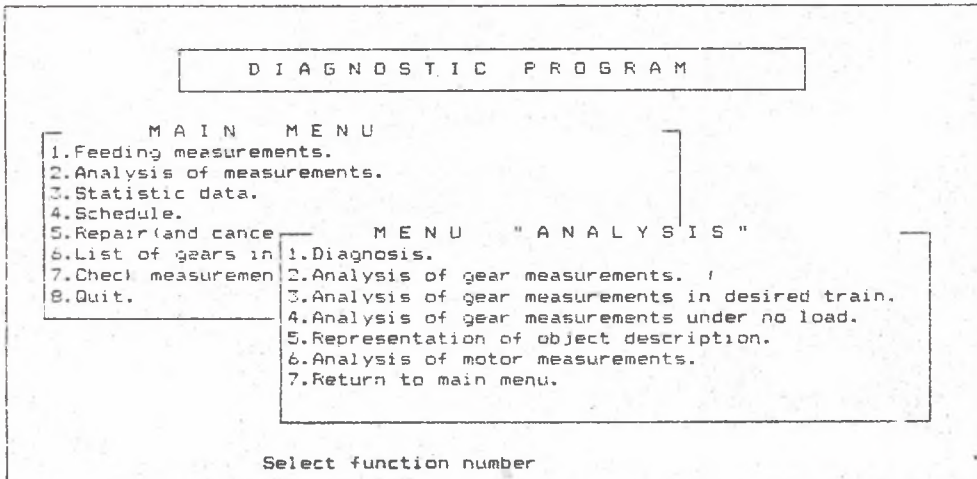 DIAGNOSTIC PROGRAM
MAIN MENU
1.Feeding measurements.
2.Analysis of measurements.
3.Statistic data.
4.Schedule.
5.Repair(and cance
6.List of gears in
7.Check measuremen
8.Quit.
MENU "ANALYSIS"
1.Diagnosis.
2.Analysis of gear measurements.
3.Analysis of gear measurements in desired train.
4.Analysis of gear measurements under no load.
5.Representation of object description.
6.Analysis of motor measurements.
7.Return to main menu.
Select function number